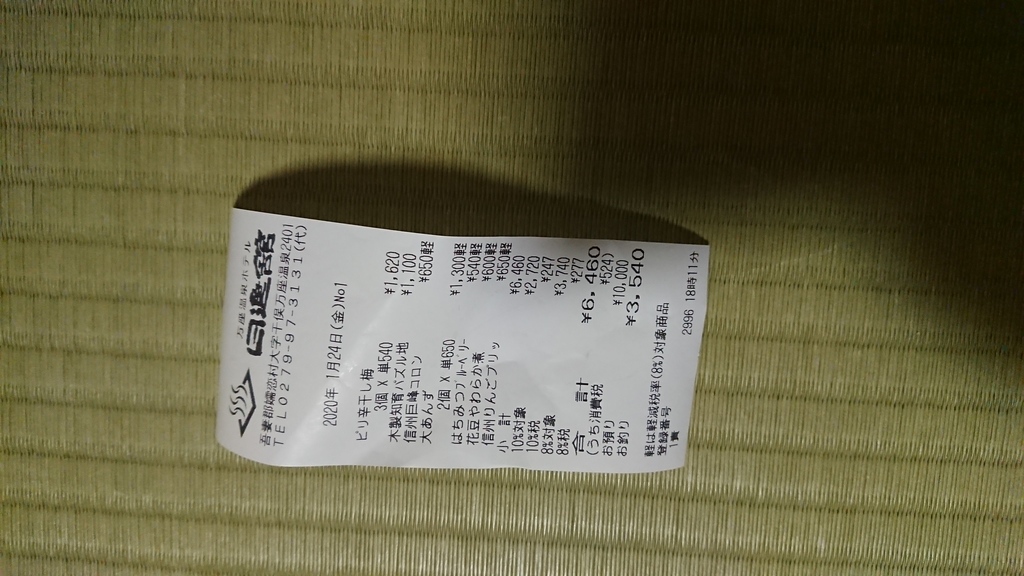 万座温泉ホテル
日進館
吾妻郡嬬恋村大字干俣万座温泉2401
TEL0279-97-3131(代)
2020年 1月24日(金)No1
ピリ辛干し梅
3個 X 単540 ¥1,620
木製知育パズル地 ¥1,100
信州巨峰コロン ¥650軽
大あんず
2個 X 単650 ¥1,300軽
はちみつブルーベリー ¥540軽
花豆やわらか煮 ¥600軽
信州りんごブリッ ¥650軽
小 計 ¥6,460
10%対象 ¥2,720
10%税 ¥247
8%対象 ¥3,740
8%税 ¥277
合 計 ¥6,460
(うち消費税 ¥524)
お預り ¥10,000
お釣り ¥3,540
軽は軽減税率(8%)対象商品
登録番号
1責 2996 18時11分